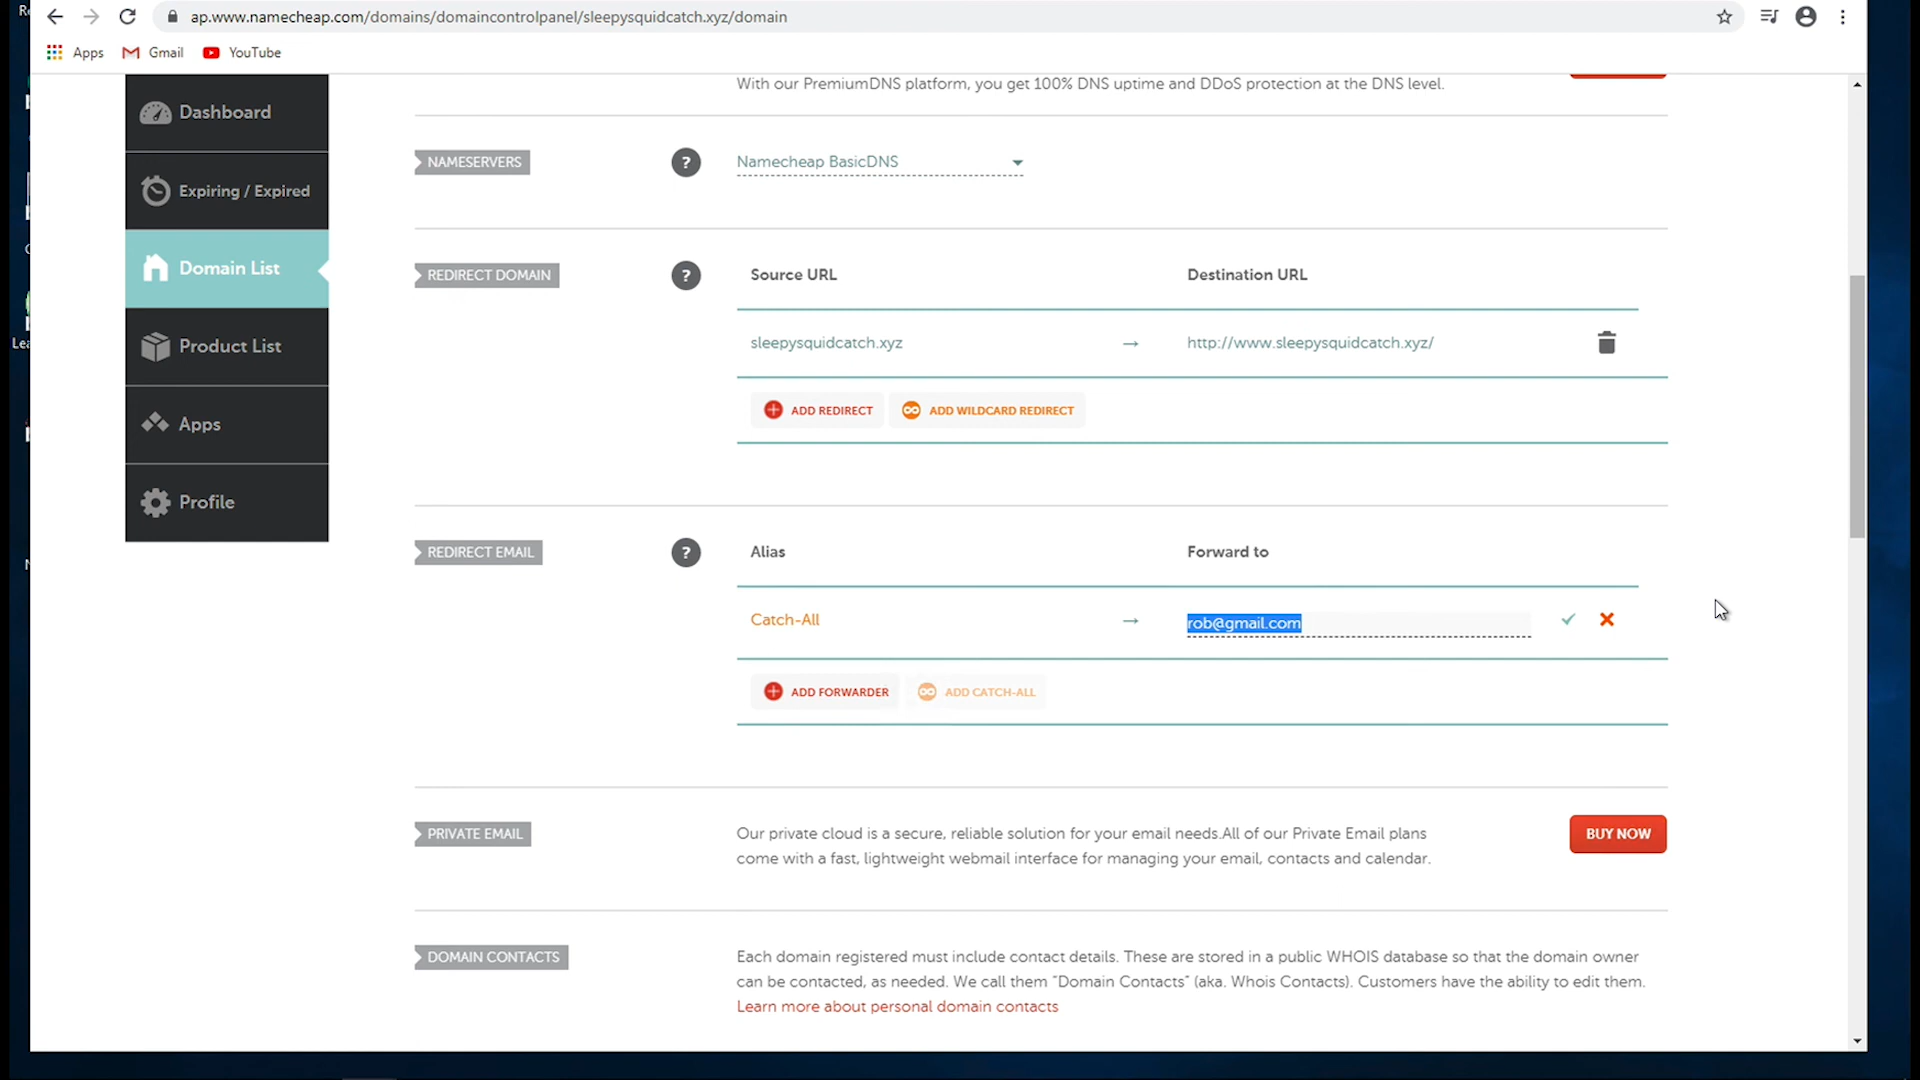 ap.www.namecheap.com/domains/domaincontrolpanel/sleepysquidcatch.xyz/domain
Apps Gmail YouTube
With our PremiumDNS platform, you get 100% DNS uptime and DDoS protection at the DNS level.
Dashboard
Expiring / Expired
Domain List
Product List
Apps
Profile
NAMESERVERS ? Namecheap BasicDNS
REDIRECT DOMAIN ? Source URL Destination URL
sleepysquidcatch.xyz → http://www.sleepysquidcatch.xyz/
ADD REDIRECT ADD WILDCARD REDIRECT
REDIRECT EMAIL ? Alias Forward to
Catch-All → rob@gmail.com
ADD FORWARDER ADD CATCH-ALL
PRIVATE EMAIL
Our private cloud is a secure, reliable solution for your email needs.All of our Private Email plans
come with a fast, lightweight webmail interface for managing your email, contacts and calendar.
BUY NOW
DOMAIN CONTACTS
Each domain registered must include contact details. These are stored in a public WHOIS database so that the domain owner
can be contacted, as needed. We call them "Domain Contacts" (aka. Whois Contacts). Customers have the ability to edit them.
Learn more about personal domain contacts